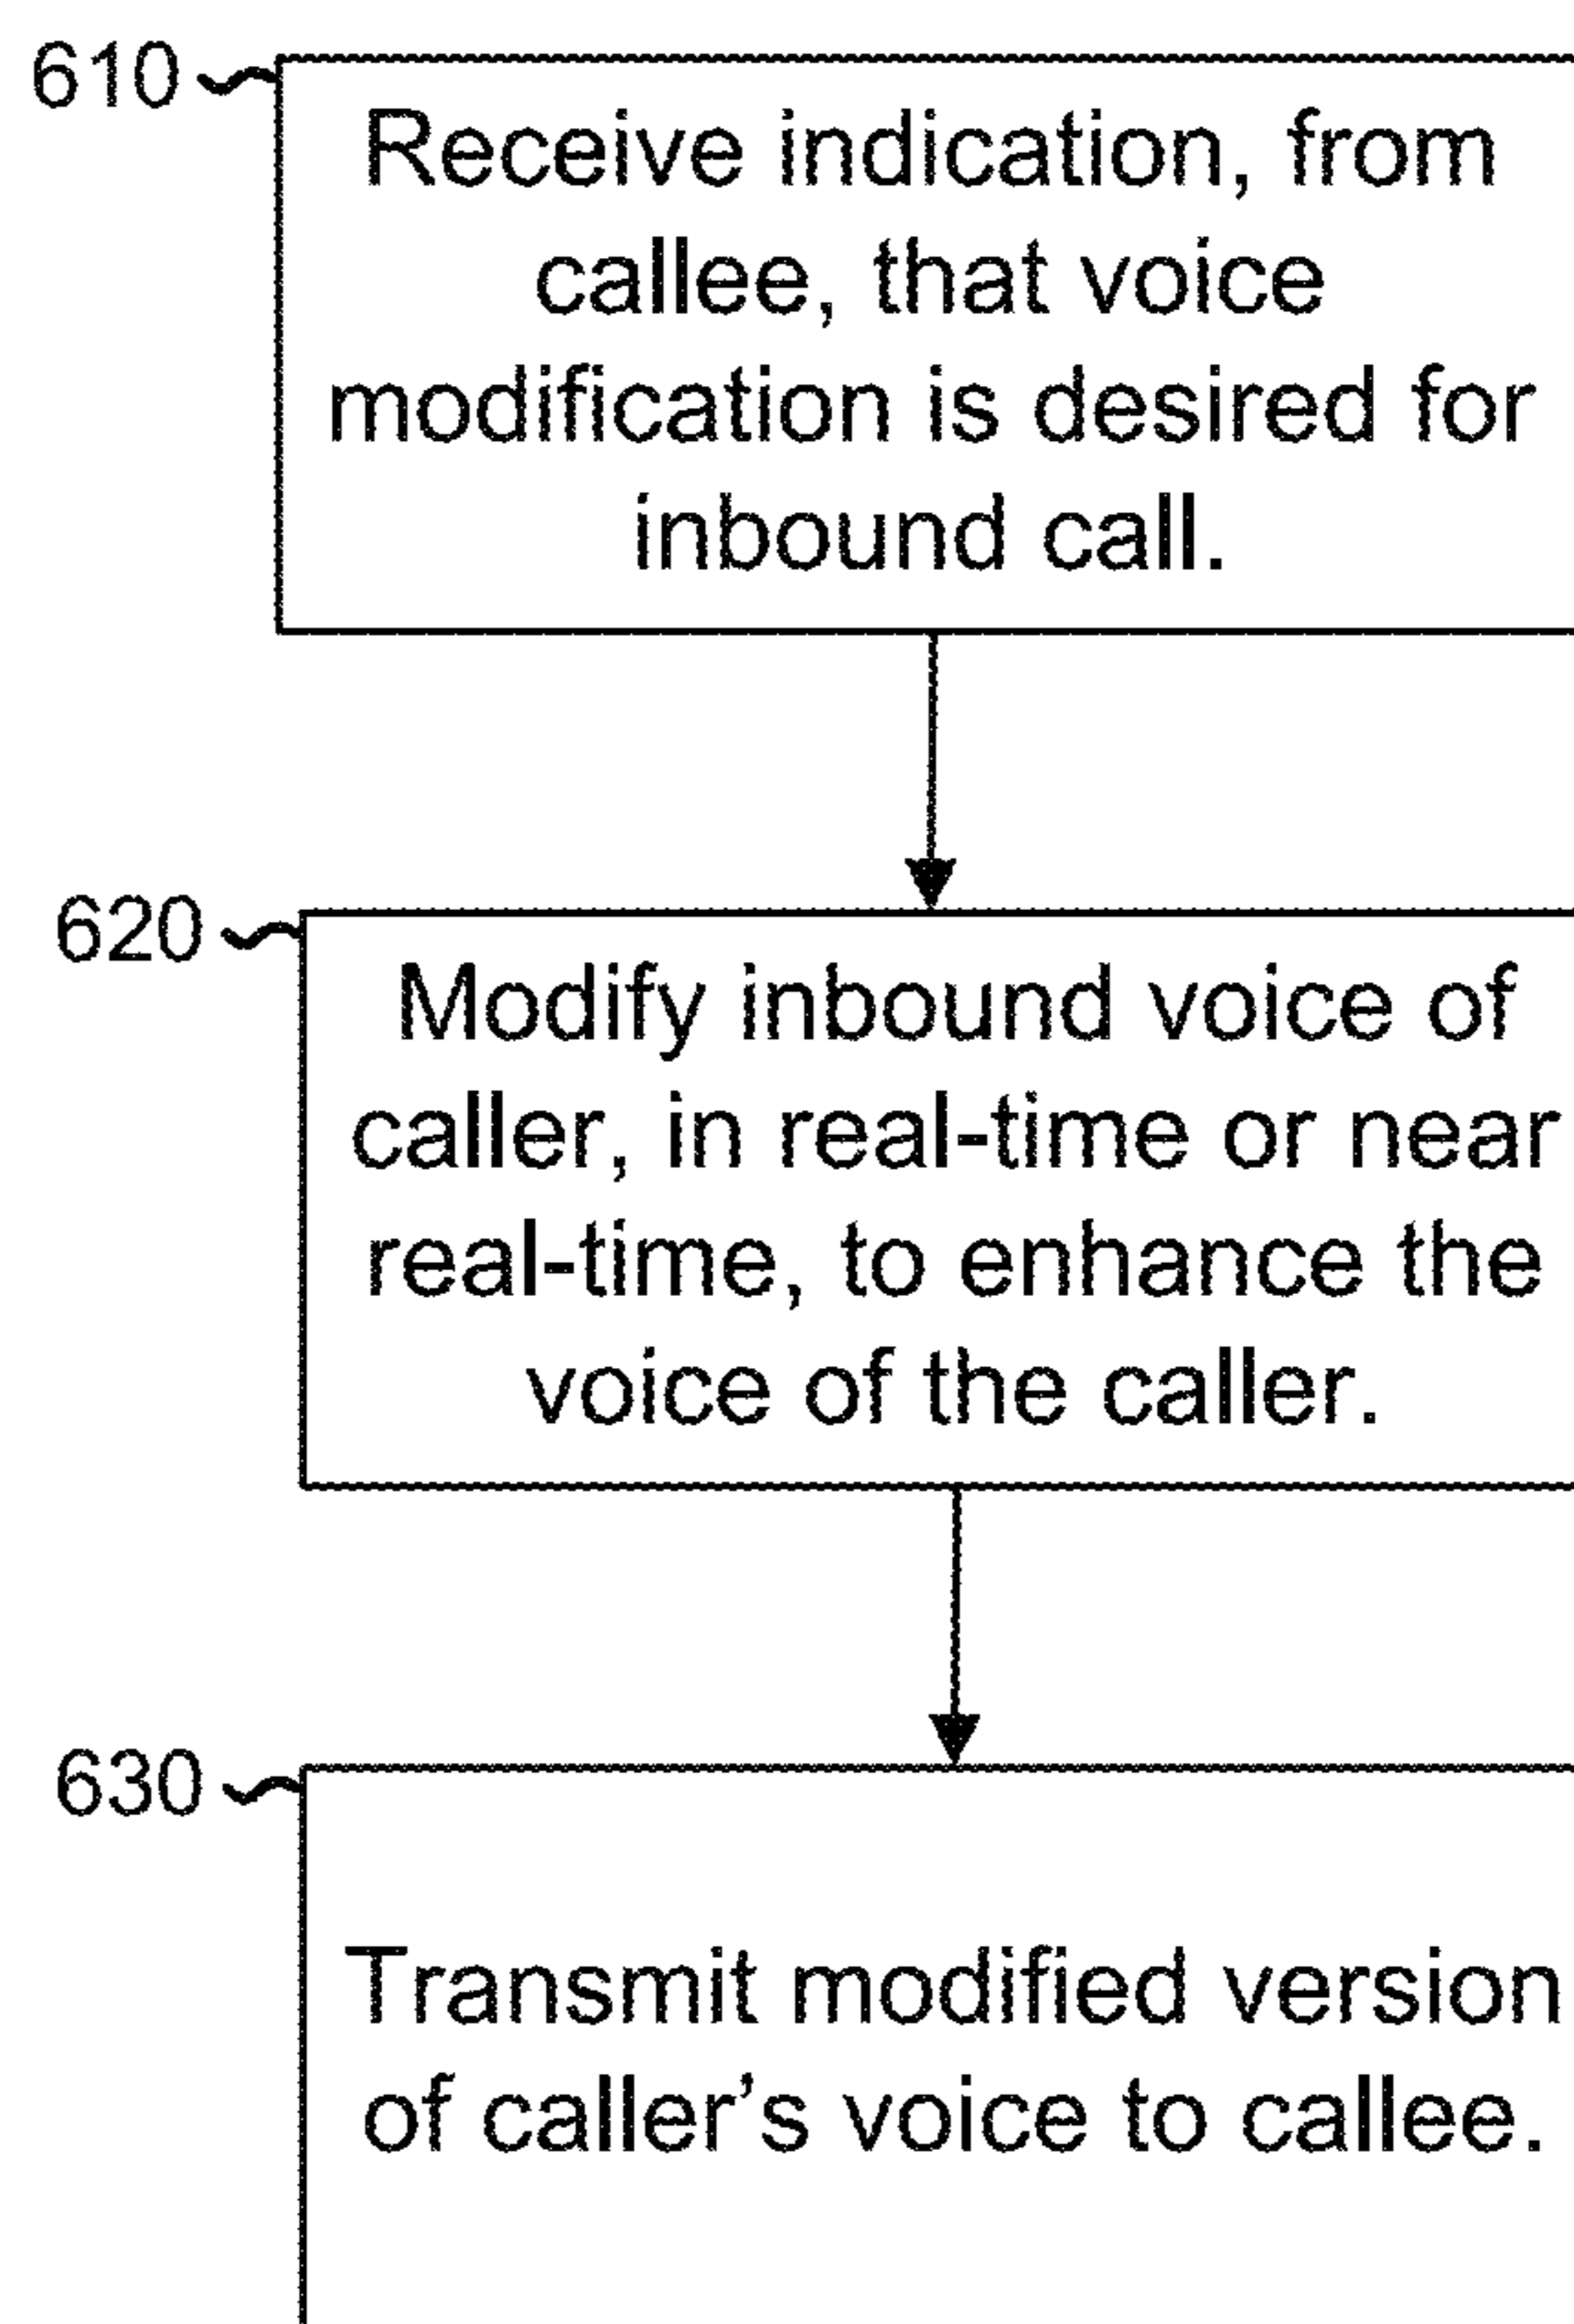 610
Receive indication, from
callee, that voice
modification is desired for
inbound call.
620
Modify inbound voice of
caller, in real-time or near
real-time, to enhance the
voice of the caller.
630
Transmit modified version
of caller’s voice to callee.